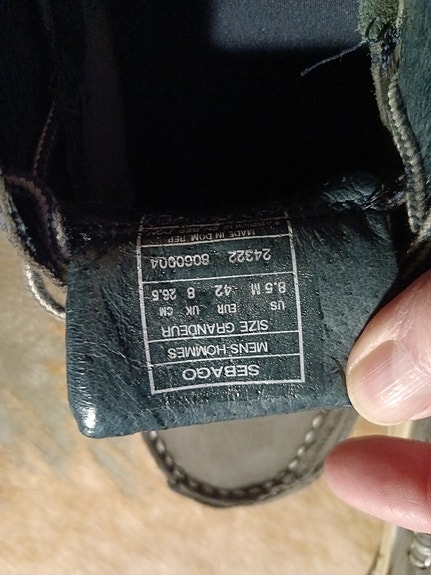 SEBAGO
MENS HOMMES
SIZE GRANDEUR
US EUR UK CM
8.5 M 42 8 26.5
24322 8060904
MADE IN DOM REP